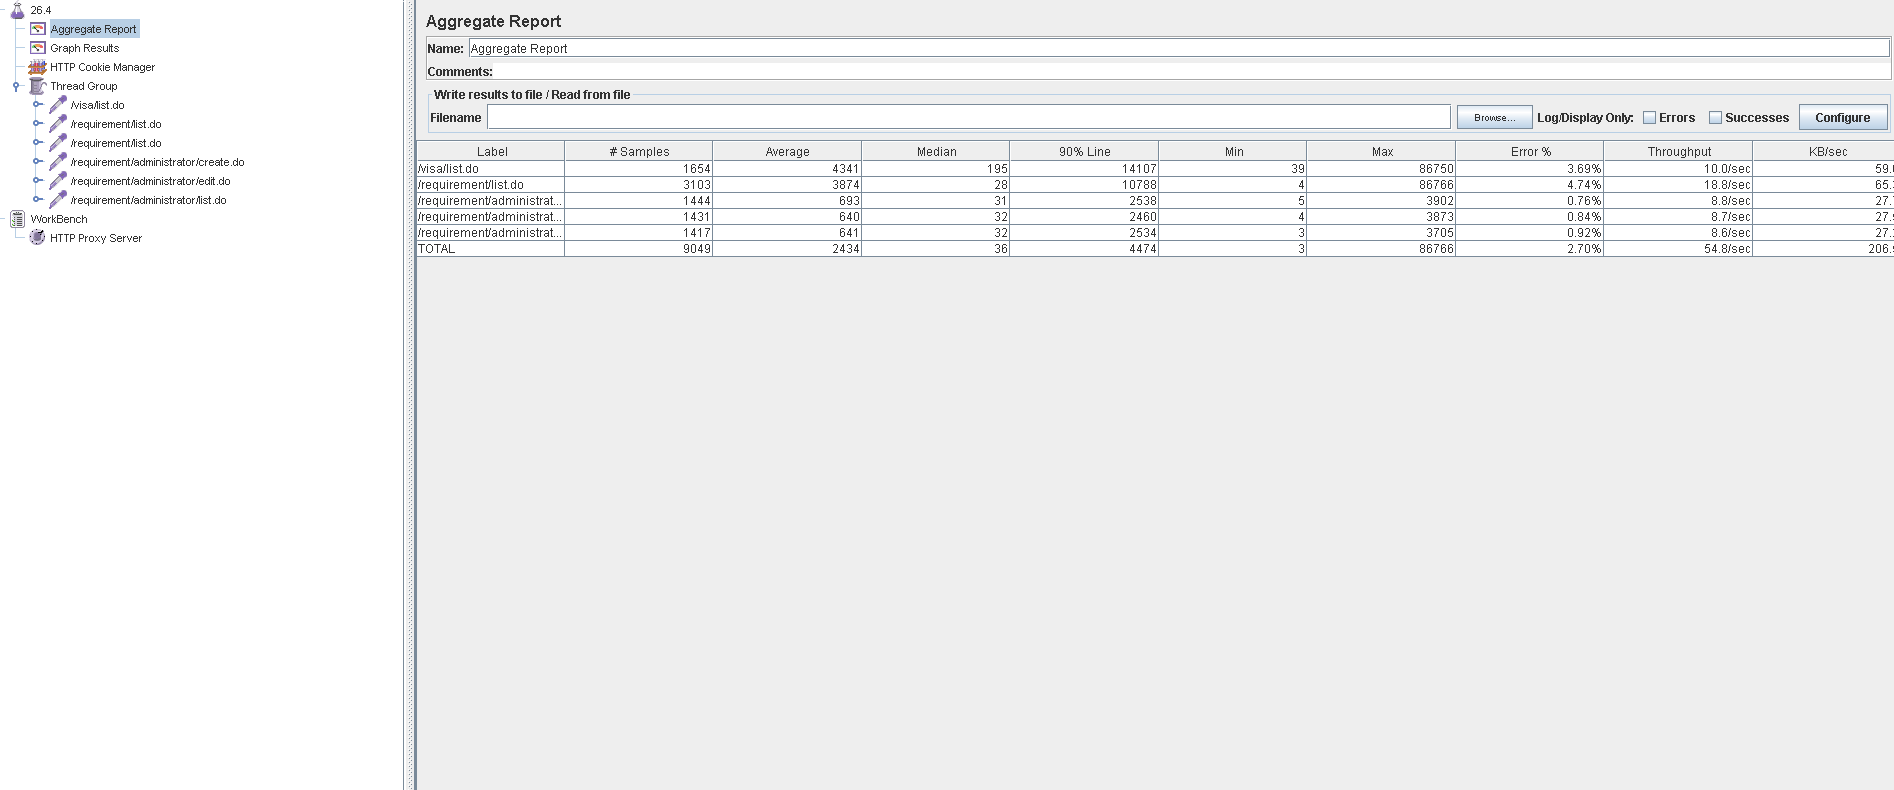 26.4
Aggregate Report
Graph Results
HTTP Cookie Manager
Thread Group
/visa/list.do
/requirement/list.do
/requirement/list.do
/requirement/administrator/create.do
/requirement/administrator/edit.do
/requirement/administrator/list.do
WorkBench
HTTP Proxy Server
Aggregate Report
Name: Aggregate Report
Comments:
Write results to file / Read from file
Filename Browse... Log/Display Only: Errors Successes Configure
Label # Samples Average Median 90% Line Min Max Error % Throughput KB/sec
/visa/list.do 1654 4341 195 14107 39 86750 3.69% 10.0/sec 59.
/requirement/list.do 3103 3874 28 10788 4 86766 4.74% 18.8/sec 65.
/requirement/administrat... 1444 693 31 2538 5 3902 0.76% 8.8/sec 27.
/requirement/administrat... 1431 640 32 2460 4 3873 0.84% 8.7/sec 27.
/requirement/administrat... 1417 641 32 2534 3 3705 0.92% 8.6/sec 27.
TOTAL 9049 2434 36 4474 3 86766 2.70% 54.8/sec 206.